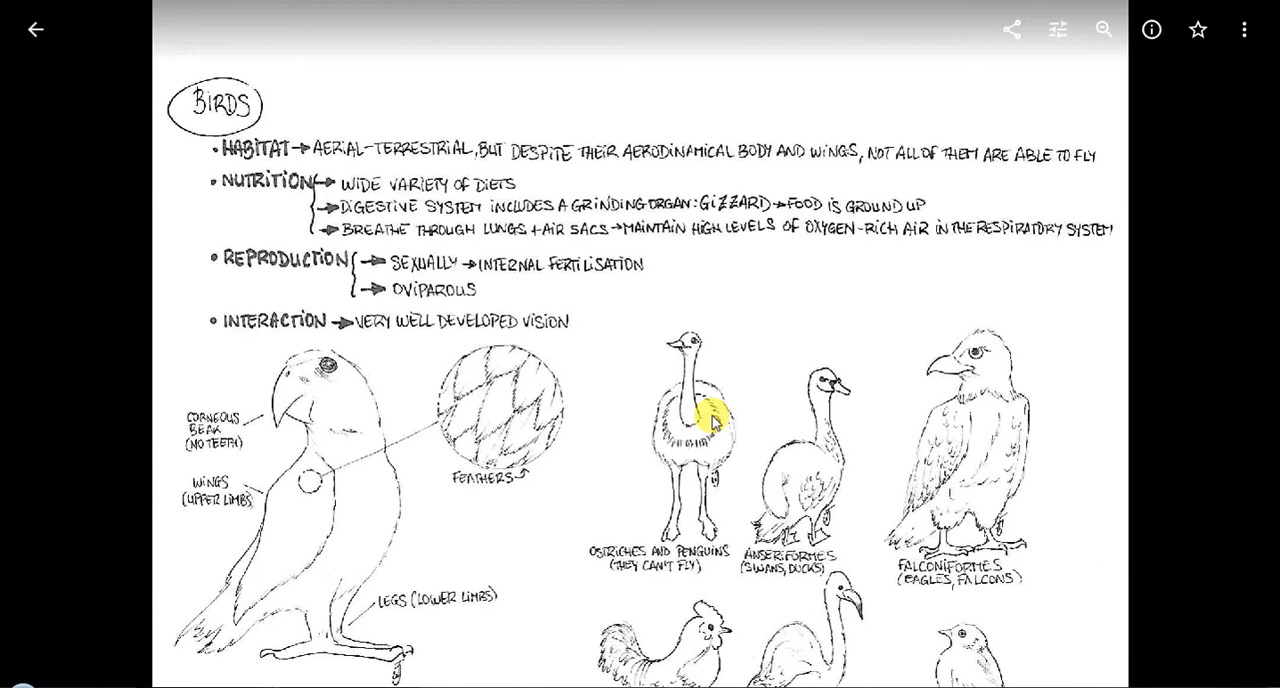 BIRDS
• HABITAT → AERIAL-TERRESTRIAL, BUT DESPITE THEIR AERODINAMICAL BODY AND WINGS, NOT ALL OF THEM ARE ABLE TO FLY
• NUTRITION → WIDE VARIETY OF DIETS
→ DIGESTIVE SYSTEM INCLUDES A GRINDING ORGAN: GIZZARD → FOOD IS GROUND UP
→ BREATHE THROUGH LUNGS + AIR SACS → MAINTAIN HIGH LEVELS OF OXYGEN-RICH AIR IN THE RESPIRATORY SYSTEM
• REPRODUCTION → SEXUALLY → INTERNAL FERTILISATION
→ OVIPAROUS
• INTERACTION → VERY WELL DEVELOPED VISION
CORNEOUS
BEAK
(NO TEETH)
WINGS
(UPPER LIMBS)
FEATHERS
LEGS (LOWER LIMBS)
OSTRICHES AND PENGUINS
(THEY CAN'T FLY)
ANSERIFORMES
(SWANS, DUCKS)
FALCONIFORMES
(EAGLES, FALCONS)